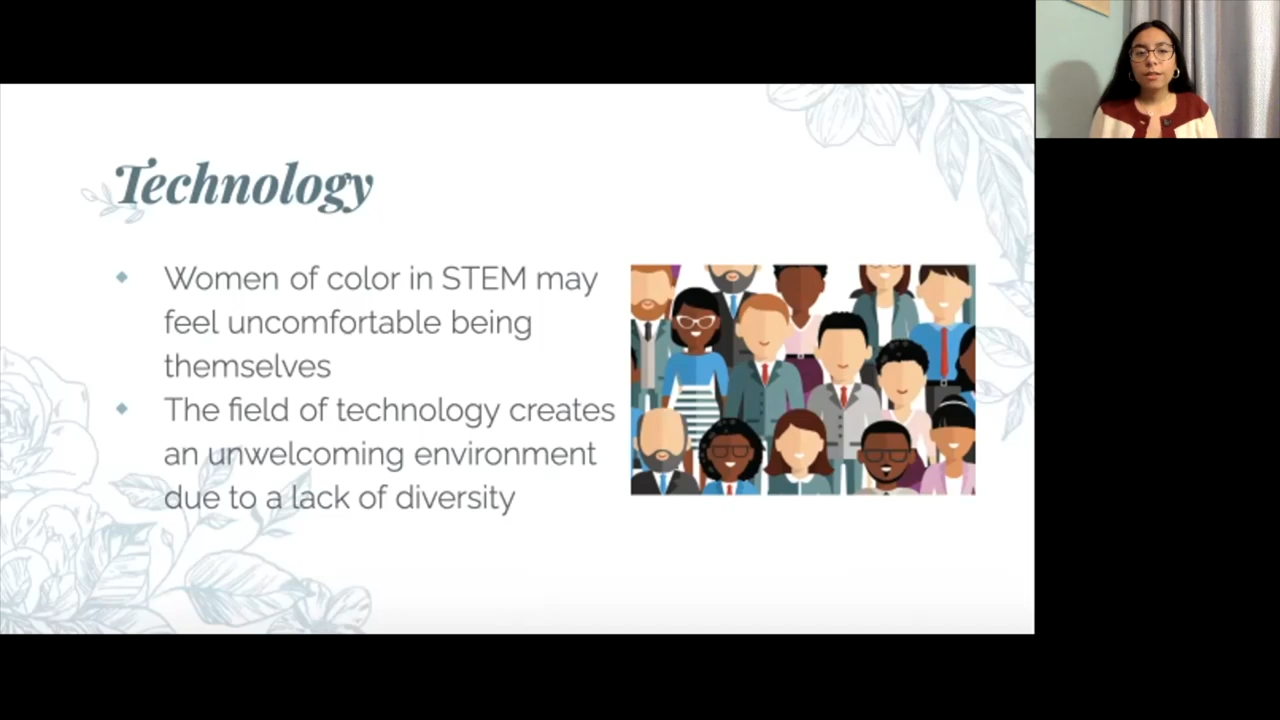 Technology
Women of color in STEM may
feel uncomfortable being
themselves
The field of technology creates
an unwelcoming environment
due to a lack of diversity